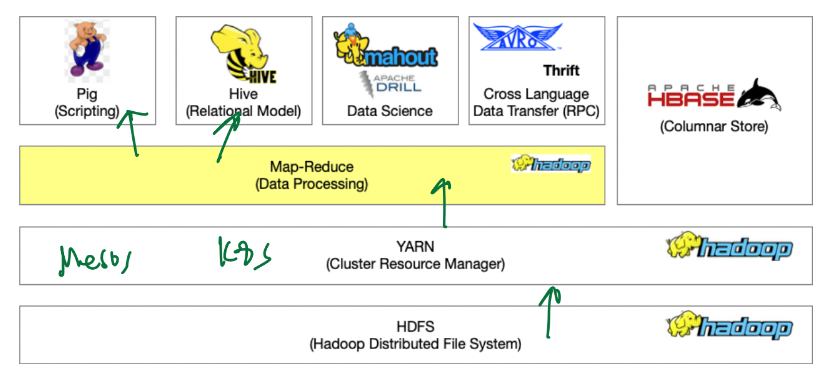 HIVE
mahout
APACHE
DRILL
AVRO
Thrift
Pig
(Scripting)
Hive
(Relational Model)
Data Science
Cross Language
Data Transfer (RPC)
APACHE
HBASE
(Columnar Store)
Map-Reduce
(Data Processing)
hadoop
Mesos
K8S
YARN
(Cluster Resource Manager)
hadoop
HDFS
(Hadoop Distributed File System)
hadoop